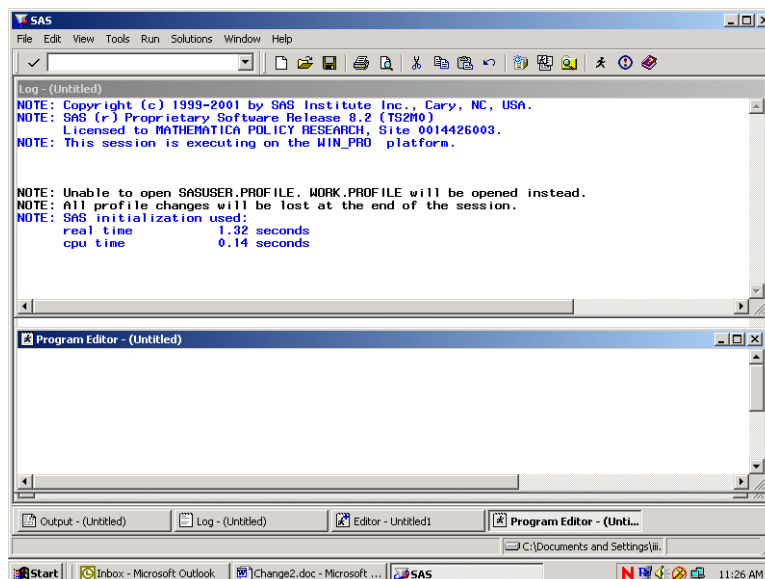 SAS
File Edit View Tools Run Solutions Window Help
Log - (Untitled)
NOTE: Copyright (c) 1999-2001 by SAS Institute Inc., Cary, NC, USA.
NOTE: SAS (r) Proprietary Software Release 8.2 (TS2M0)
Licensed to MATHEMATICA POLICY RESEARCH, Site 0014426003.
NOTE: This session is executing on the WIN_PRO platform.
NOTE: Unable to open SASUSER.PROFILE. WORK.PROFILE will be opened instead.
NOTE: All profile changes will be lost at the end of the session.
NOTE: SAS initialization used:
real time 1.32 seconds
cpu time 0.14 seconds
Program Editor - (Untitled)
Output - (Untitled) Log - (Untitled) Editor - Untitled1 Program Editor - (Unti...
C:\Documents and Settings\iii.
Start Inbox - Microsoft Outlook Change2.doc - Microsoft ... SAS N 11:26 AM